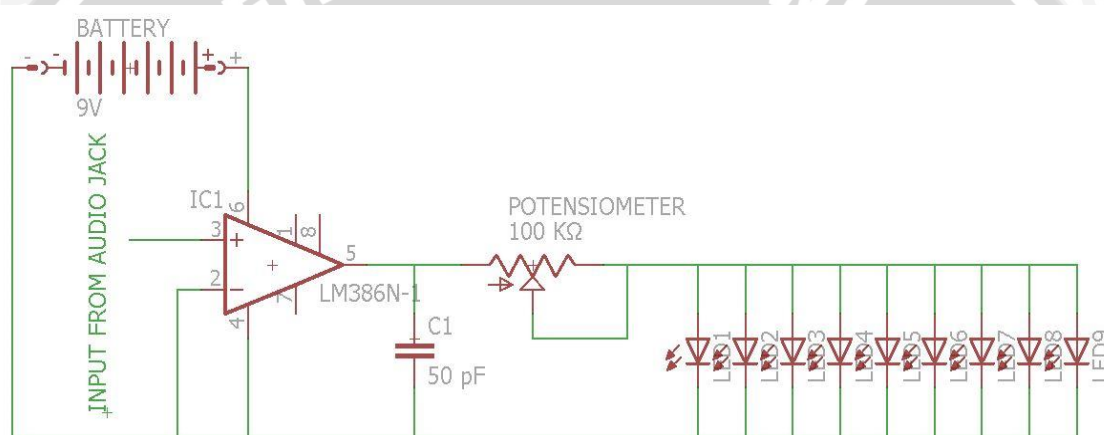 BATTERY
- - + +
9V
INPUT FROM AUDIO JACK
IC1
6
3
1
8
5
2
7
4
LM386N-1
POTENSIOMETER
100 KΩ
C1
50 pF
LED1
LED2
LED3
LED4
LED5
LED6
LED7
LED8
LED9